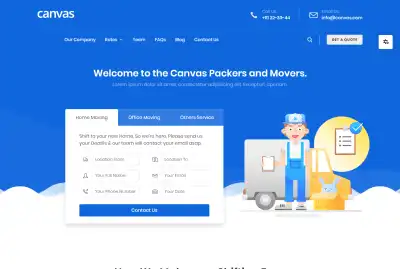 canvas
Call Us:
+91 22-33-44
Email Us:
info@canvas.com
Our Company
Rates
Team
FAQs
Blog
Contact Us
GET A QUOTE
Welcome to the Canvas Packers and Movers.
Lorem ipsum dolor sit amet, consectetur adipisicing elit. Excepturi, aperiam.
Home Moving
Office Moving
Others Service
Shift to your new Home. So we're here. Please send us
your Deatils & our team will contact your email asap.
Location From
Location To
Your Full Name
Your Email
Your Phone Number
Your Date
Contact Us